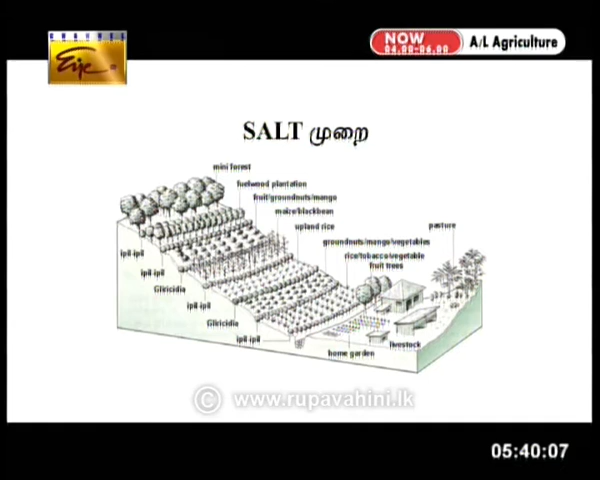 CHANNEL
Eye
NOW
04.00-06.00
A/L Agriculture
SALT முறை
mini forest
fuelwood plantation
fruit/groundnuts/mango
maize/blackbean
upland rice
groundnuts/mango/vegetables
rice/tobacco/vegetable
fruit trees
pasture
ipil ipil
ipil ipil
Gliricidia
ipil ipil
Gliricidia
ipil ipil
home garden
livestock
© www.rupavahini.lk
05:40:07